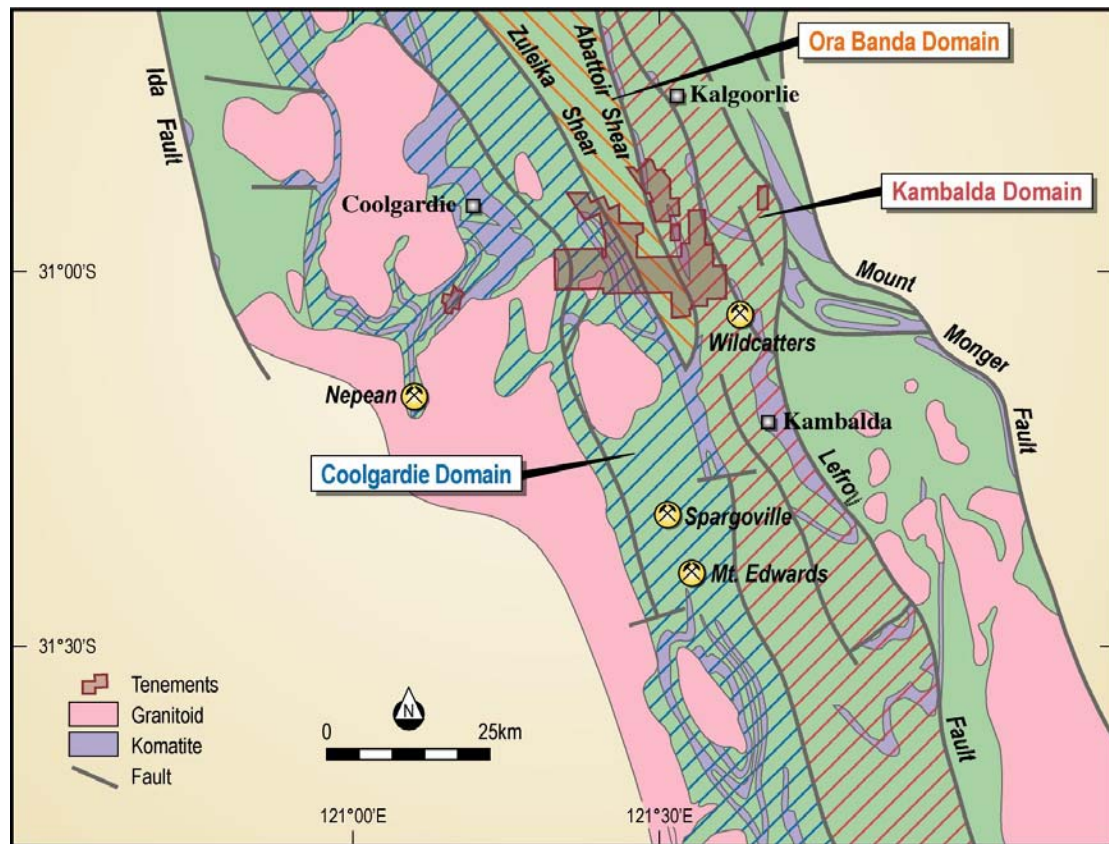 Ora Banda Domain
Abattoir Shear
Zuleika Shear
Kalgoorlie
Ida Fault
Kambalda Domain
Coolgardie
31°00'S
Mount Monger Fault
Wildcatters
Nepean
Kambalda
Coolgardie Domain
Lefroy Fault
Spargoville
Mt. Edwards
31°30'S
Tenements
Granitoid
Komatite
Fault
N
0 25km
121°00'E
121°30'E